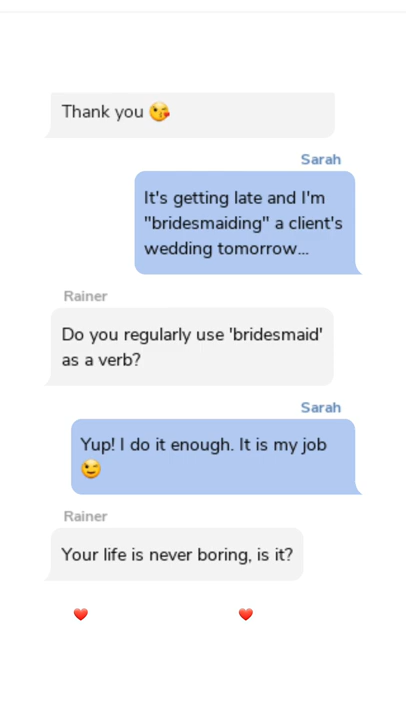 Thank you 😘
Sarah
It's getting late and I'm
"bridesmaiding" a client's
wedding tomorrow...
Rainer
Do you regularly use 'bridesmaid'
as a verb?
Sarah
Yup! I do it enough. It is my job
😉
Rainer
Your life is never boring, is it?
❤️ ❤️